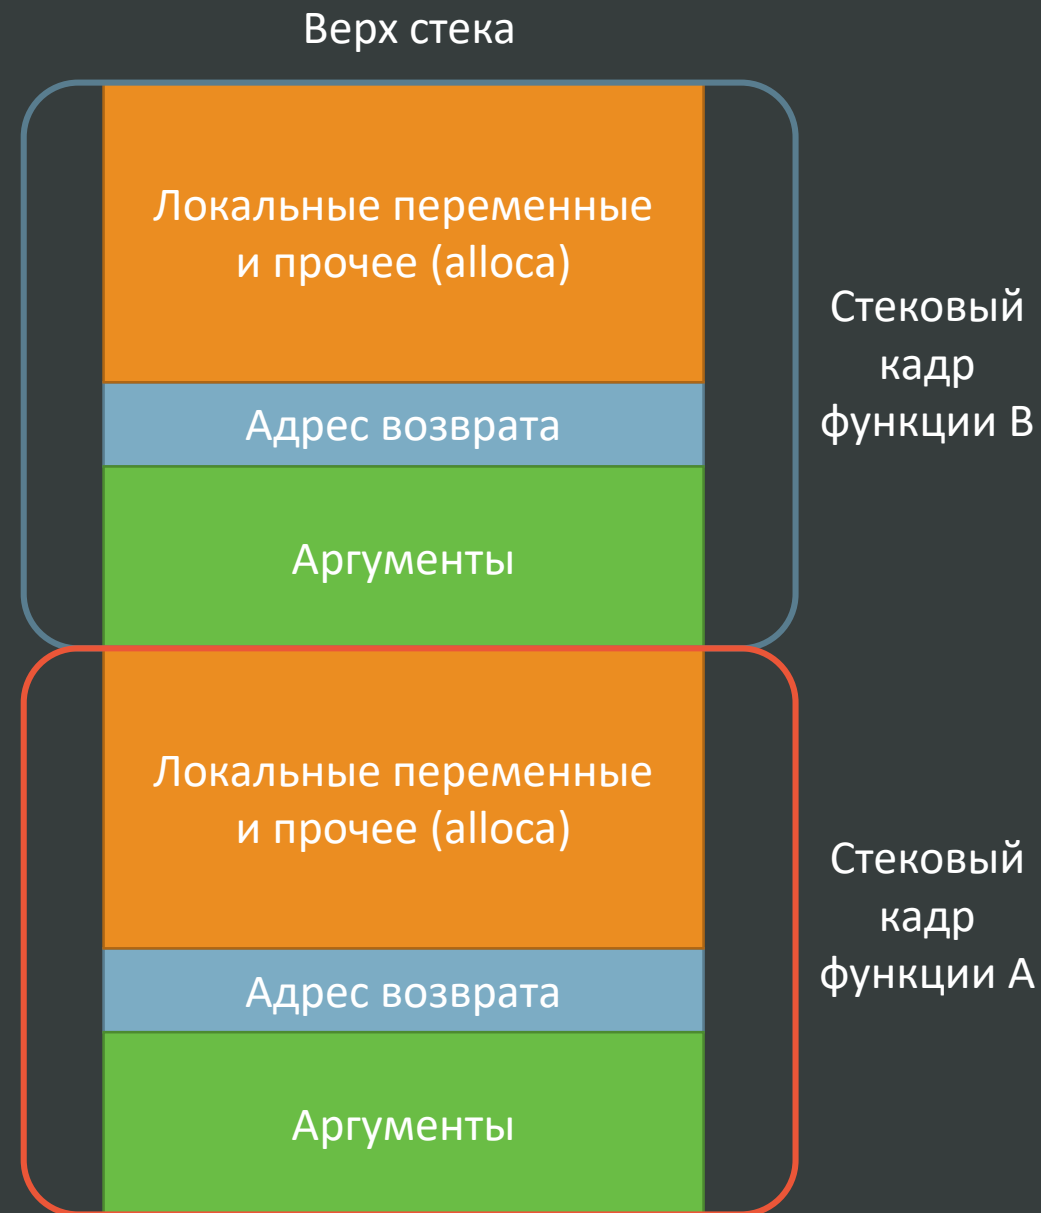 Верх стека
Локальные переменные
и прочее (alloca)
Адрес возврата
Аргументы
Стековый
кадр
функции B
Локальные переменные
и прочее (alloca)
Адрес возврата
Аргументы
Стековый
кадр
функции A